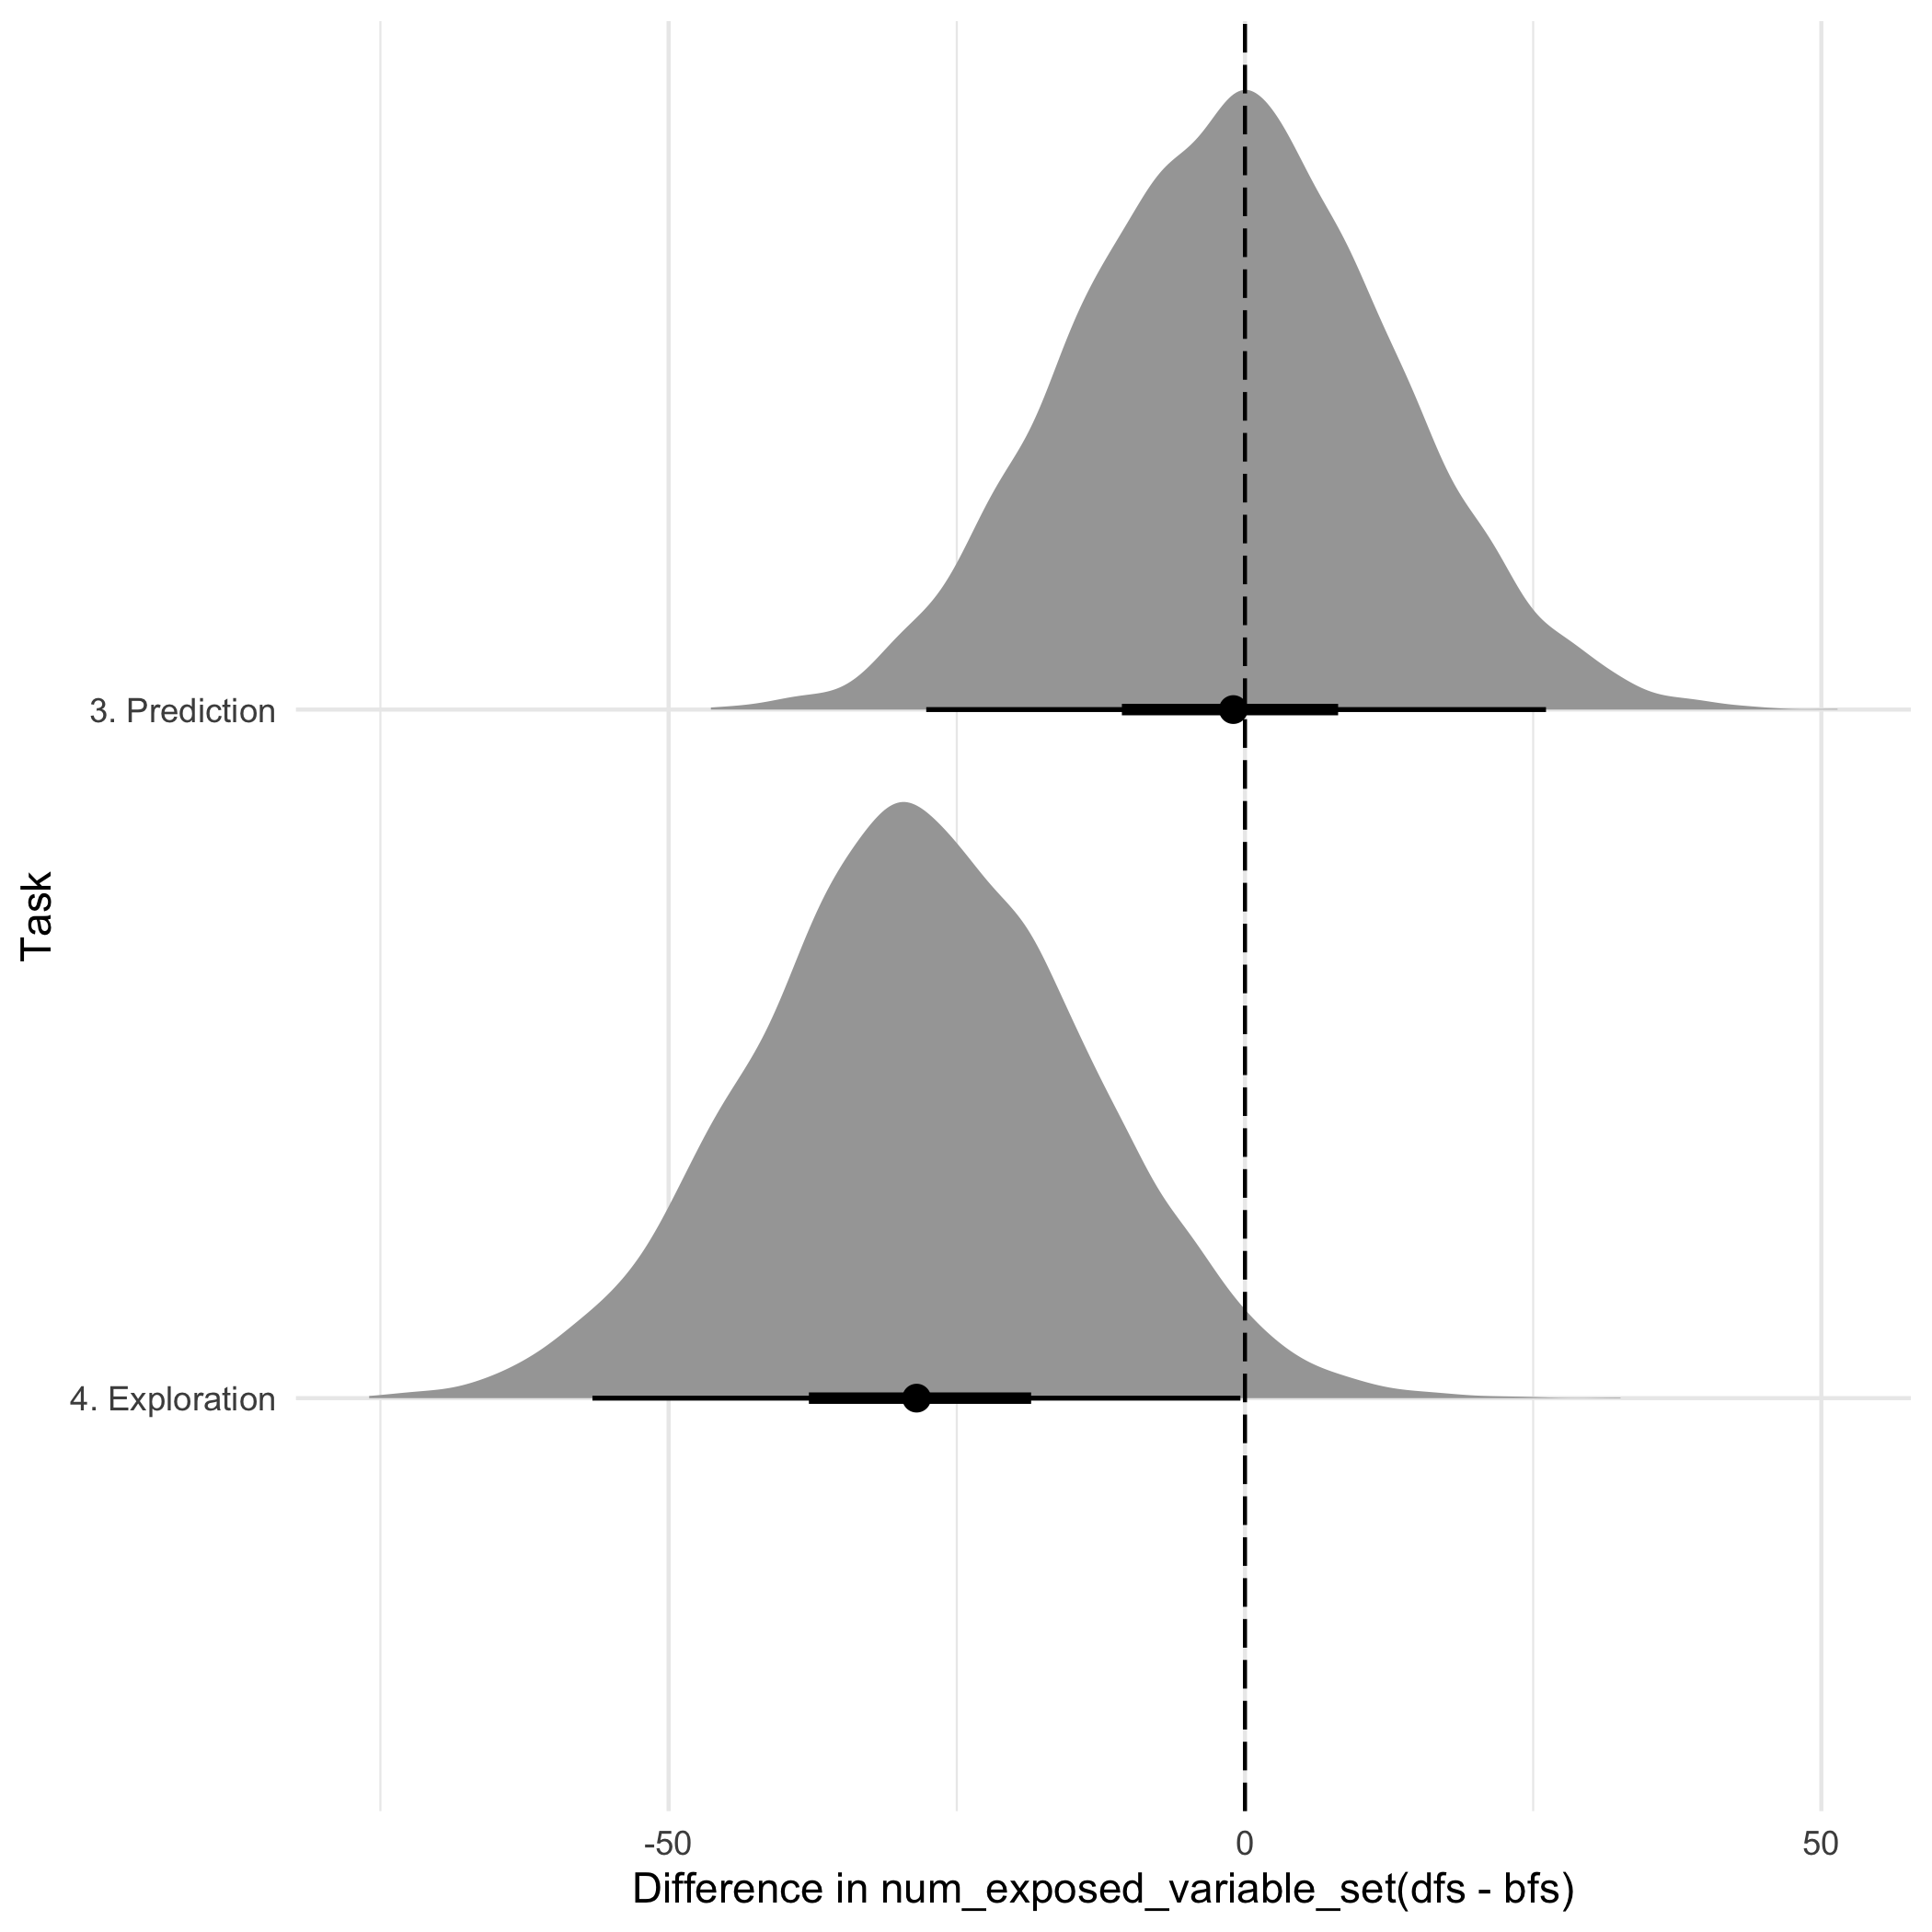 3. Prediction
Task
4. Exploration
-50 0 50
Difference in num_exposed_variable_set(dfs - bfs)